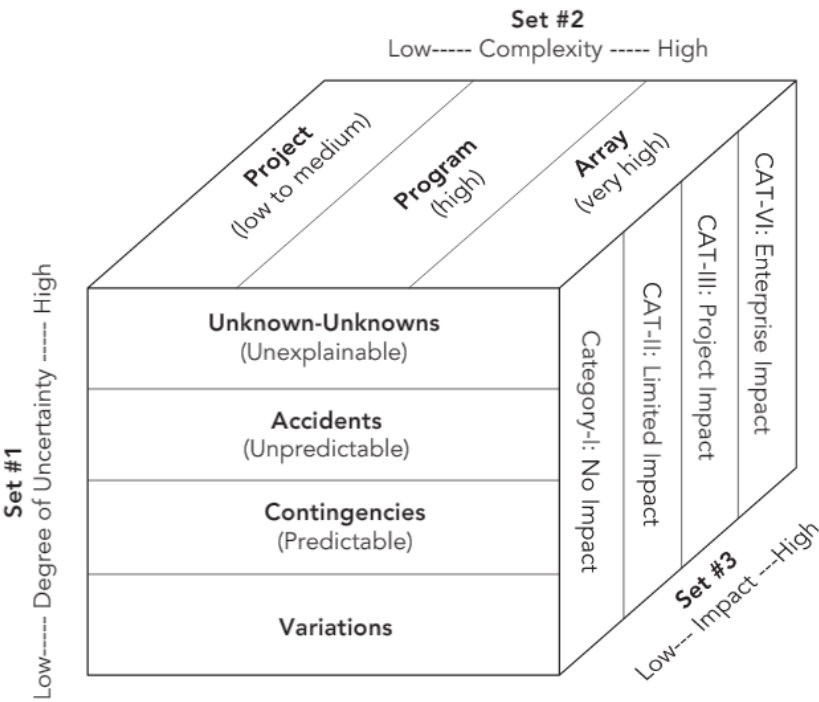 Set #2
Low----- Complexity ----- High
Project
(low to medium)
Program
(high)
Array
(very high)
Set #1
Low----- Degree of Uncertainty ----- High
Unknown-Unknowns
(Unexplainable)
Accidents
(Unpredictable)
Contingencies
(Predictable)
Variations
Category-I: No Impact
CAT-II: Limited Impact
CAT-III: Project Impact
CAT-VI: Enterprise Impact
Set #3
Low--- Impact ---High